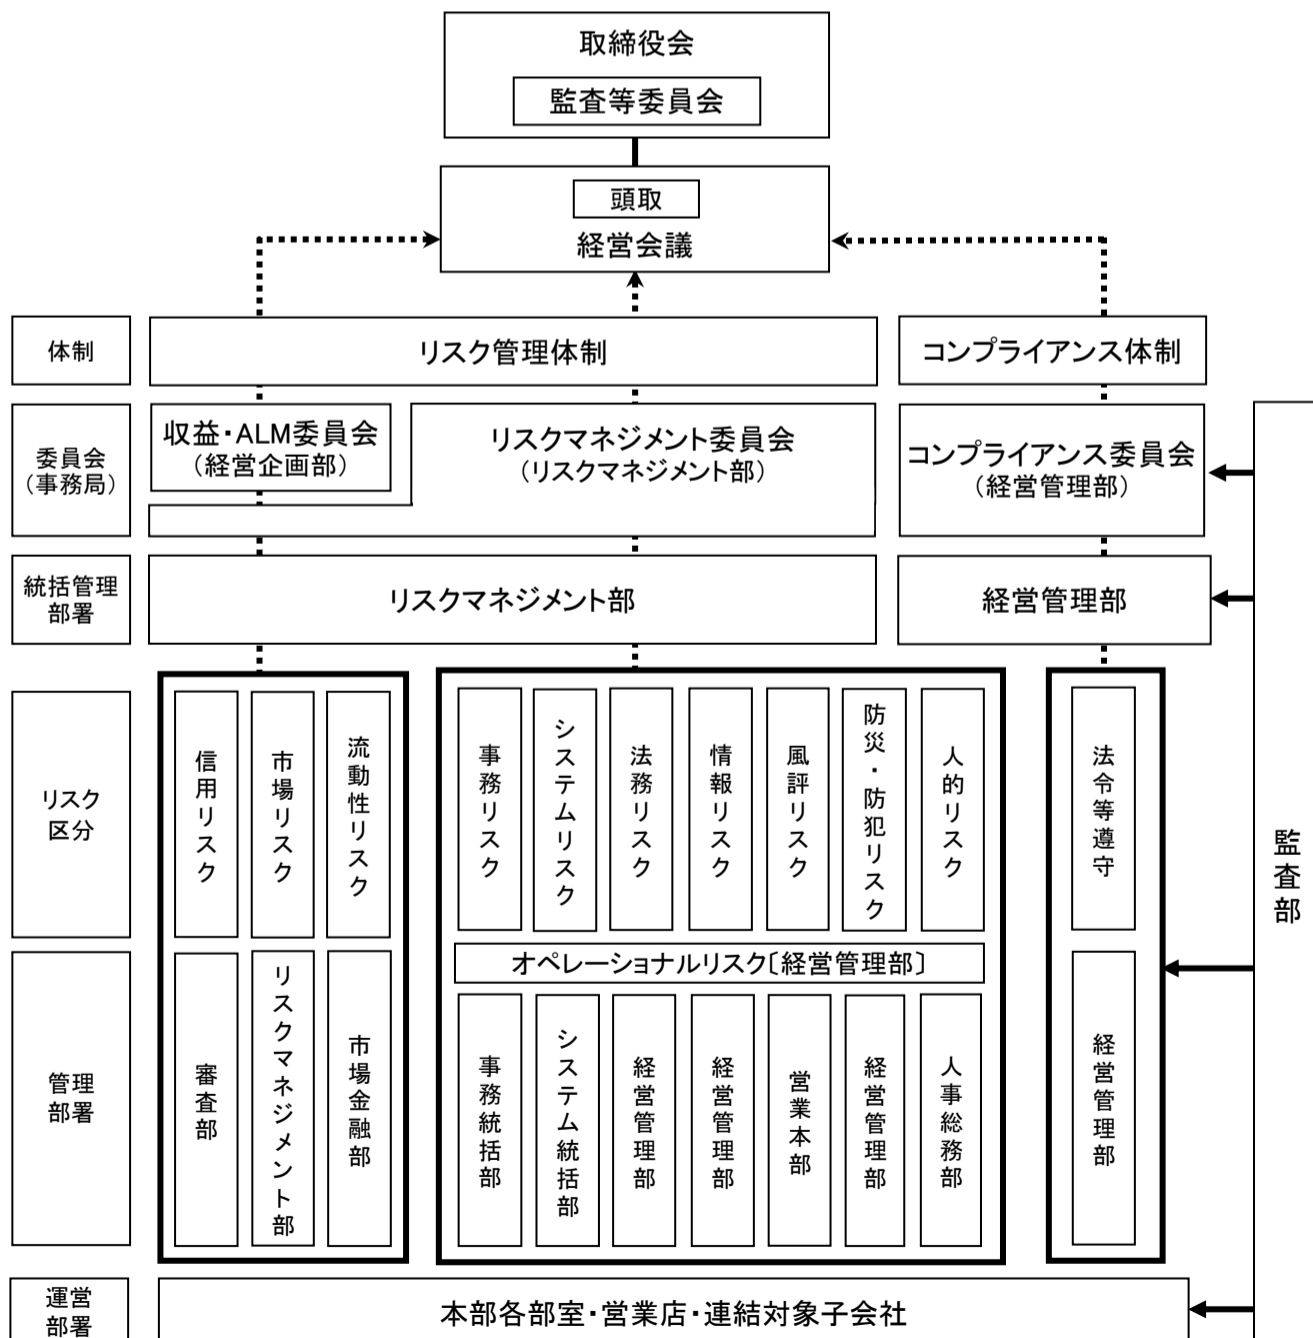 取締役会
監査等委員会
頭取
経営会議
体制
リスク管理体制
コンプライアンス体制
委員会
（事務局）
収益・ALM委員会
（経営企画部）
リスクマネジメント委員会
（リスクマネジメント部）
コンプライアンス委員会
（経営管理部）
統括管理
部署
リスクマネジメント部
経営管理部
リスク
区分
信用リスク
市場リスク
流動性リスク
事務リスク
システムリスク
法務リスク
情報リスク
風評リスク
防災・防犯リスク
人的リスク
法令等遵守
オペレーショナルリスク〔経営管理部〕
管理
部署
審査部
リスクマネジメント部
市場金融部
事務統括部
システム統括部
経営管理部
経営管理部
営業本部
経営管理部
人事総務部
経営管理部
監査部
運営
部署
本部各部室・営業店・連結対象子会社